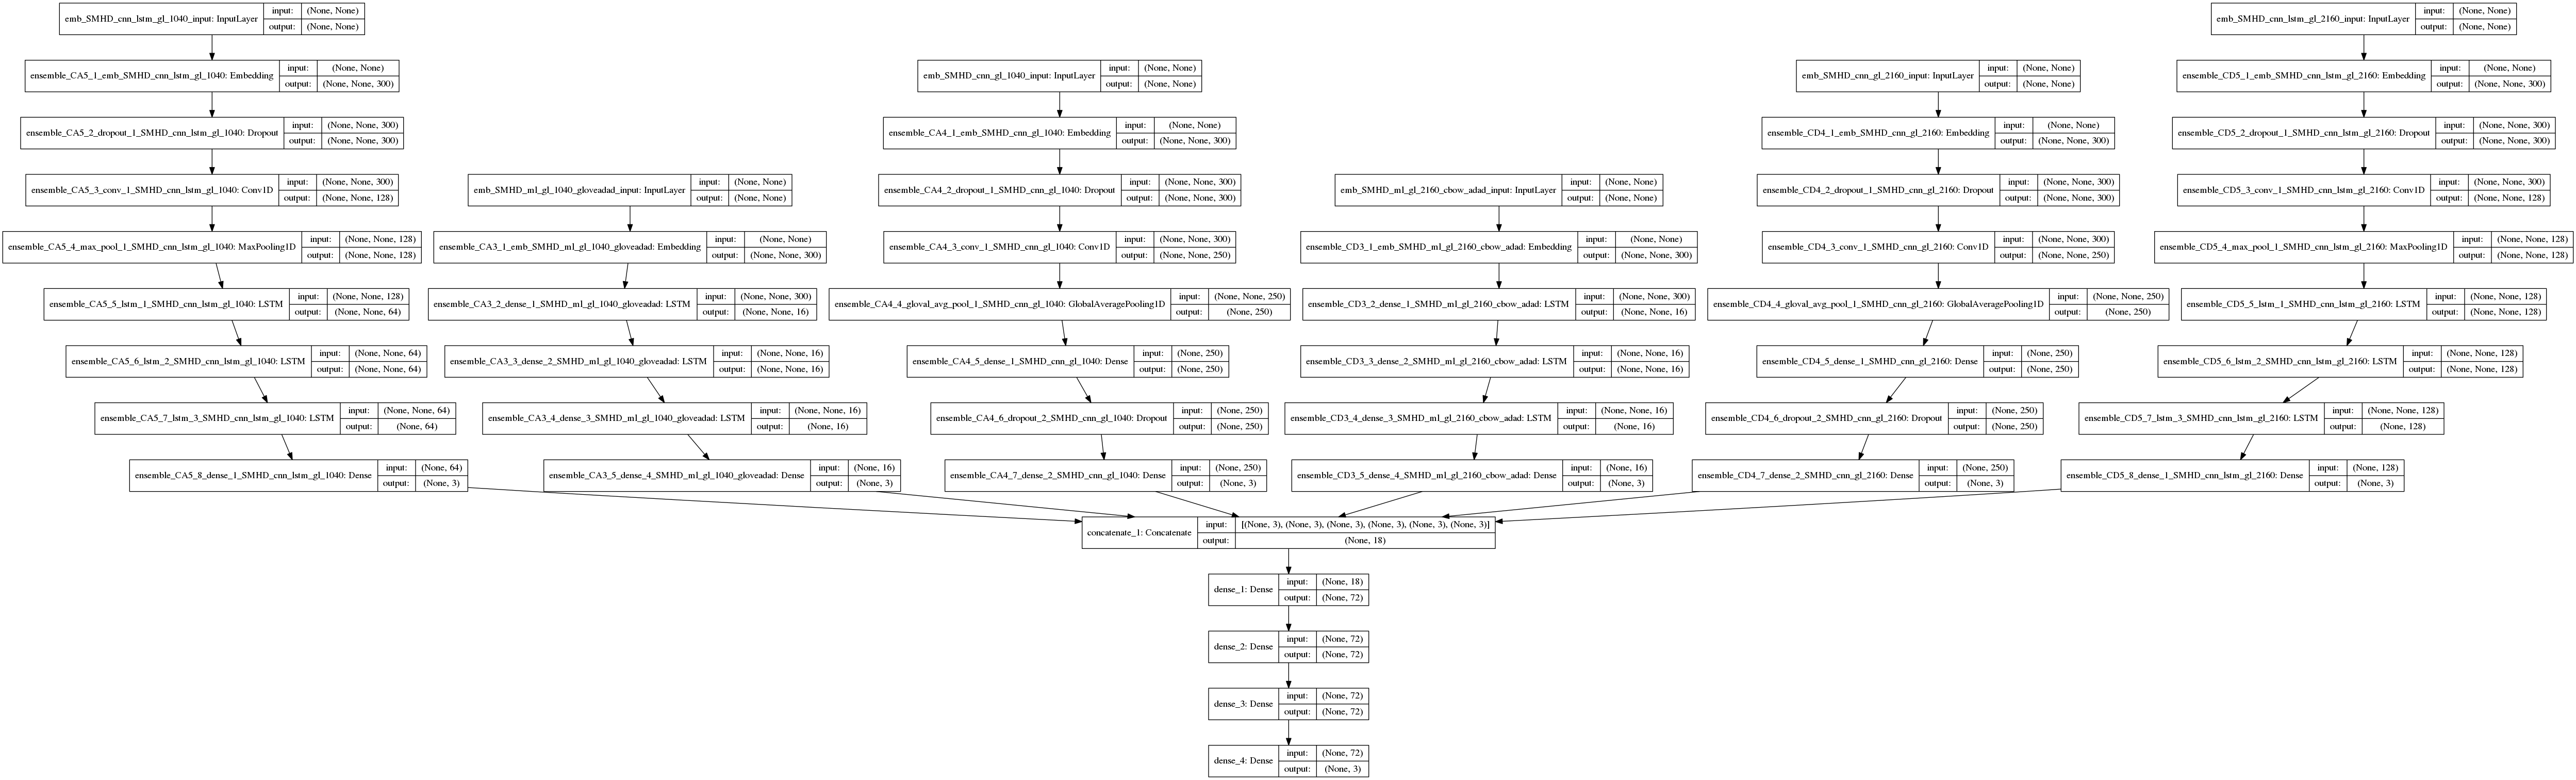 emb_SMHD_cnn_lstm_gl_1040_input: InputLayer
input: (None, None)
output: (None, None)
ensemble_CA5_1_emb_SMHD_cnn_lstm_gl_1040: Embedding
input: (None, None)
output: (None, None, 300)
ensemble_CA5_2_dropout_1_SMHD_cnn_lstm_gl_1040: Dropout
input: (None, None, 300)
output: (None, None, 300)
ensemble_CA5_3_conv_1_SMHD_cnn_lstm_gl_1040: Conv1D
input: (None, None, 300)
output: (None, None, 128)
ensemble_CA5_4_max_pool_1_SMHD_cnn_lstm_gl_1040: MaxPooling1D
input: (None, None, 128)
output: (None, None, 128)
ensemble_CA5_5_lstm_1_SMHD_cnn_lstm_gl_1040: LSTM
input: (None, None, 128)
output: (None, None, 64)
ensemble_CA5_6_lstm_2_SMHD_cnn_lstm_gl_1040: LSTM
input: (None, None, 64)
output: (None, None, 64)
ensemble_CA5_7_lstm_3_SMHD_cnn_lstm_gl_1040: LSTM
input: (None, None, 64)
output: (None, 64)
ensemble_CA5_8_dense_1_SMHD_cnn_lstm_gl_1040: Dense
input: (None, 64)
output: (None, 3)
emb_SMHD_ml_gl_1040_gloveadad_input: InputLayer
input: (None, None)
output: (None, None)
ensemble_CA3_1_emb_SMHD_ml_gl_1040_gloveadad: Embedding
input: (None, None)
output: (None, None, 300)
ensemble_CA3_2_dense_1_SMHD_ml_gl_1040_gloveadad: LSTM
input: (None, None, 300)
output: (None, None, 16)
ensemble_CA3_3_dense_2_SMHD_ml_gl_1040_gloveadad: LSTM
input: (None, None, 16)
output: (None, None, 16)
ensemble_CA3_4_dense_3_SMHD_ml_gl_1040_gloveadad: LSTM
input: (None, None, 16)
output: (None, 16)
ensemble_CA3_5_dense_4_SMHD_ml_gl_1040_gloveadad: Dense
input: (None, 16)
output: (None, 3)
emb_SMHD_cnn_gl_1040_input: InputLayer
input: (None, None)
output: (None, None)
ensemble_CA4_1_emb_SMHD_cnn_gl_1040: Embedding
input: (None, None)
output: (None, None, 300)
ensemble_CA4_2_dropout_1_SMHD_cnn_gl_1040: Dropout
input: (None, None, 300)
output: (None, None, 300)
ensemble_CA4_3_conv_1_SMHD_cnn_gl_1040: Conv1D
input: (None, None, 300)
output: (None, None, 250)
ensemble_CA4_4_gloval_avg_pool_1_SMHD_cnn_gl_1040: GlobalAveragePooling1D
input: (None, None, 250)
output: (None, 250)
ensemble_CA4_5_dense_1_SMHD_cnn_gl_1040: Dense
input: (None, 250)
output: (None, 250)
ensemble_CA4_6_dropout_2_SMHD_cnn_gl_1040: Dropout
input: (None, 250)
output: (None, 250)
ensemble_CA4_7_dense_2_SMHD_cnn_gl_1040: Dense
input: (None, 250)
output: (None, 3)
emb_SMHD_ml_gl_2160_cbow_adad_input: InputLayer
input: (None, None)
output: (None, None)
ensemble_CD3_1_emb_SMHD_ml_gl_2160_cbow_adad: Embedding
input: (None, None)
output: (None, None, 300)
ensemble_CD3_2_dense_1_SMHD_ml_gl_2160_cbow_adad: LSTM
input: (None, None, 300)
output: (None, None, 16)
ensemble_CD3_3_dense_2_SMHD_ml_gl_2160_cbow_adad: LSTM
input: (None, None, 16)
output: (None, None, 16)
ensemble_CD3_4_dense_3_SMHD_ml_gl_2160_cbow_adad: LSTM
input: (None, None, 16)
output: (None, 16)
ensemble_CD3_5_dense_4_SMHD_ml_gl_2160_cbow_adad: Dense
input: (None, 16)
output: (None, 3)
emb_SMHD_cnn_gl_2160_input: InputLayer
input: (None, None)
output: (None, None)
ensemble_CD4_1_emb_SMHD_cnn_gl_2160: Embedding
input: (None, None)
output: (None, None, 300)
ensemble_CD4_2_dropout_1_SMHD_cnn_gl_2160: Dropout
input: (None, None, 300)
output: (None, None, 300)
ensemble_CD4_3_conv_1_SMHD_cnn_gl_2160: Conv1D
input: (None, None, 300)
output: (None, None, 250)
ensemble_CD4_4_gloval_avg_pool_1_SMHD_cnn_gl_2160: GlobalAveragePooling1D
input: (None, None, 250)
output: (None, 250)
ensemble_CD4_5_dense_1_SMHD_cnn_gl_2160: Dense
input: (None, 250)
output: (None, 250)
ensemble_CD4_6_dropout_2_SMHD_cnn_gl_2160: Dropout
input: (None, 250)
output: (None, 250)
ensemble_CD4_7_dense_2_SMHD_cnn_gl_2160: Dense
input: (None, 250)
output: (None, 3)
emb_SMHD_cnn_lstm_gl_2160_input: InputLayer
input: (None, None)
output: (None, None)
ensemble_CD5_1_emb_SMHD_cnn_lstm_gl_2160: Embedding
input: (None, None)
output: (None, None, 300)
ensemble_CD5_2_dropout_1_SMHD_cnn_lstm_gl_2160: Dropout
input: (None, None, 300)
output: (None, None, 300)
ensemble_CD5_3_conv_1_SMHD_cnn_lstm_gl_2160: Conv1D
input: (None, None, 300)
output: (None, None, 128)
ensemble_CD5_4_max_pool_1_SMHD_cnn_lstm_gl_2160: MaxPooling1D
input: (None, None, 128)
output: (None, None, 128)
ensemble_CD5_5_lstm_1_SMHD_cnn_lstm_gl_2160: LSTM
input: (None, None, 128)
output: (None, None, 128)
ensemble_CD5_6_lstm_2_SMHD_cnn_lstm_gl_2160: LSTM
input: (None, None, 128)
output: (None, None, 128)
ensemble_CD5_7_lstm_3_SMHD_cnn_lstm_gl_2160: LSTM
input: (None, None, 128)
output: (None, 128)
ensemble_CD5_8_dense_1_SMHD_cnn_lstm_gl_2160: Dense
input: (None, 128)
output: (None, 3)
concatenate_1: Concatenate
input: [(None, 3), (None, 3), (None, 3), (None, 3), (None, 3), (None, 3)]
output: (None, 18)
dense_1: Dense
input: (None, 18)
output: (None, 72)
dense_2: Dense
input: (None, 72)
output: (None, 72)
dense_3: Dense
input: (None, 72)
output: (None, 72)
dense_4: Dense
input: (None, 72)
output: (None, 3)